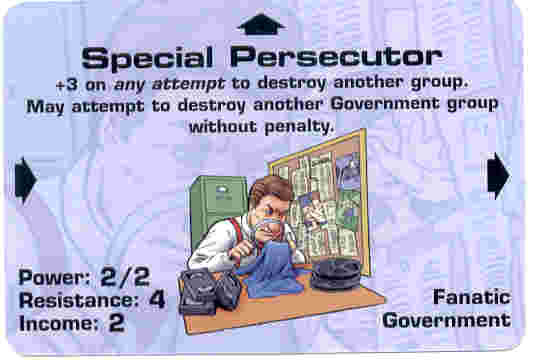 Special Persecutor
+3 on any attempt to destroy another group.
May attempt to destroy another Government group
without penalty.
Power: 2/2
Resistance: 4
Income: 2
Fanatic
Government